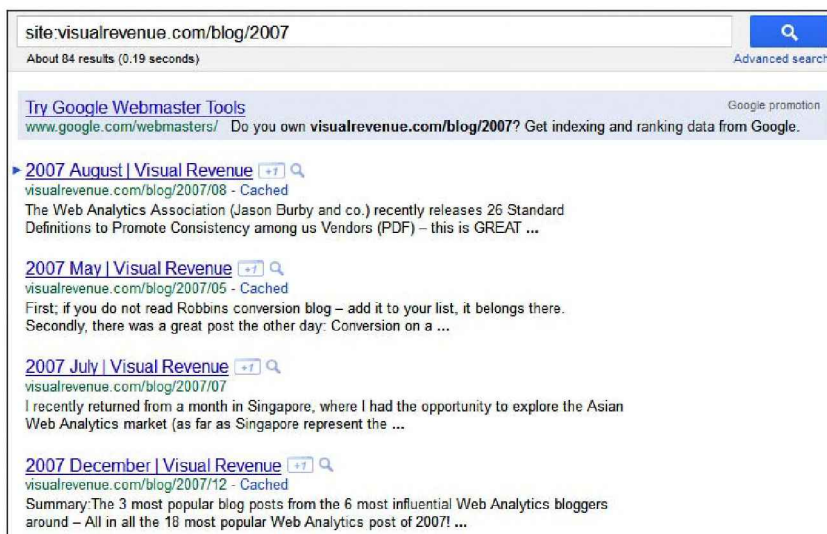 site:visualrevenue.com/blog/2007
About 84 results (0.19 seconds)
Advanced search
Try Google Webmaster Tools
Google promotion
www.google.com/webmasters/ Do you own visualrevenue.com/blog/2007? Get indexing and ranking data from Google.
2007 August | Visual Revenue +1
visualrevenue.com/blog/2007/08 - Cached
The Web Analytics Association (Jason Burby and co.) recently releases 26 Standard
Definitions to Promote Consistency among us Vendors (PDF) – this is GREAT ...
2007 May | Visual Revenue +1
visualrevenue.com/blog/2007/05 - Cached
First; if you do not read Robbins conversion blog – add it to your list, it belongs there.
Secondly, there was a great post the other day: Conversion on a ...
2007 July | Visual Revenue +1
visualrevenue.com/blog/2007/07
I recently returned from a month in Singapore, where I had the opportunity to explore the Asian
Web Analytics market (as far as Singapore represent the ...
2007 December | Visual Revenue +1
visualrevenue.com/blog/2007/12 - Cached
Summary:The 3 most popular blog posts from the 6 most influential Web Analytics bloggers
around – All in all the 18 most popular Web Analytics post of 2007! ...